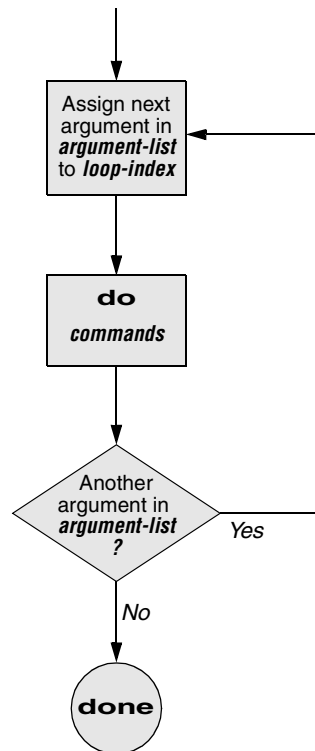 Assign next
argument in
argument-list
to loop-index
do
commands
Another
argument in
argument-list
?
Yes
No
done